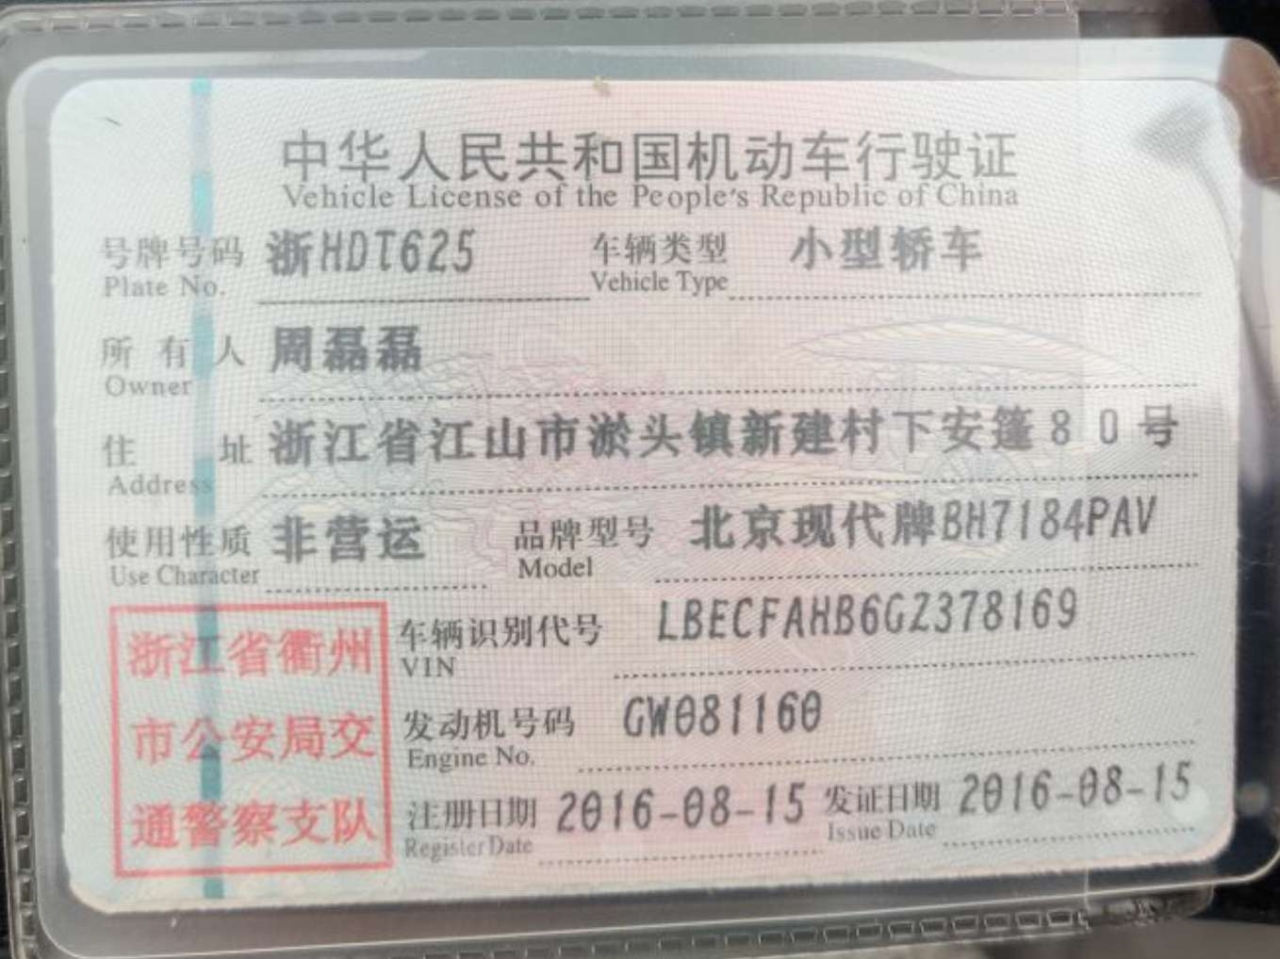 中华人民共和国机动车行驶证
Vehicle License of the People's Republic of China
号牌号码 浙HDT625 车辆类型 小型轿车
Plate No. Vehicle Type
所有人 周磊磊
Owner
住址 浙江省江山市淤头镇新建村下安篷80号
Address
使用性质 非营运 品牌型号 北京现代牌BH7184PAV
Use Character Model
车辆识别代号 LBECFAHB6GZ378169
VIN
发动机号码 GW081160
Engine No.
注册日期 2016-08-15 发证日期 2016-08-15
Register Date Issue Date
浙江省衢州
市公安局交
通警察支队